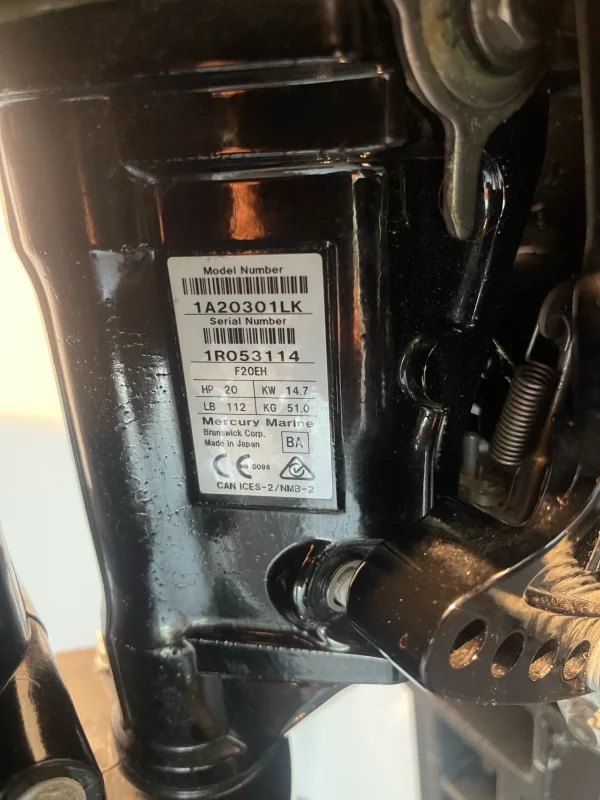 Model Number
1A20301LK
Serial Number
1R053114
F20EH
HP 20 KW 14.7
LB 112 KG 51.0
Mercury Marine
Brunswick Corp.
Made in Japan BA
CE 0098
CAN ICES-2/NMB-2